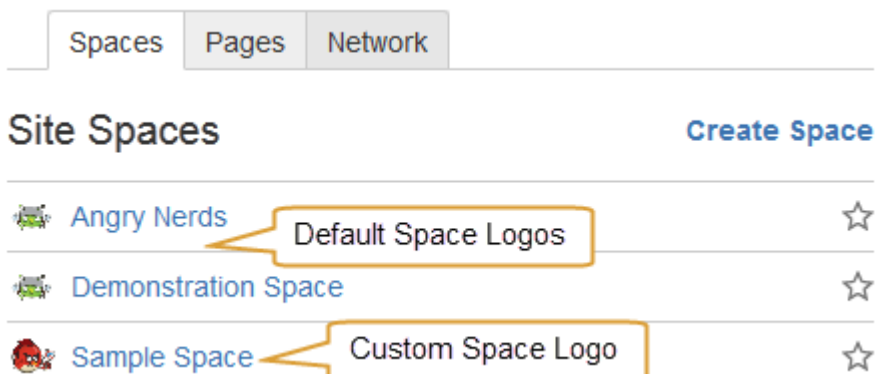 Spaces Pages Network
Site Spaces Create Space
Angry Nerds
Default Space Logos
Demonstration Space
Sample Space Custom Space Logo